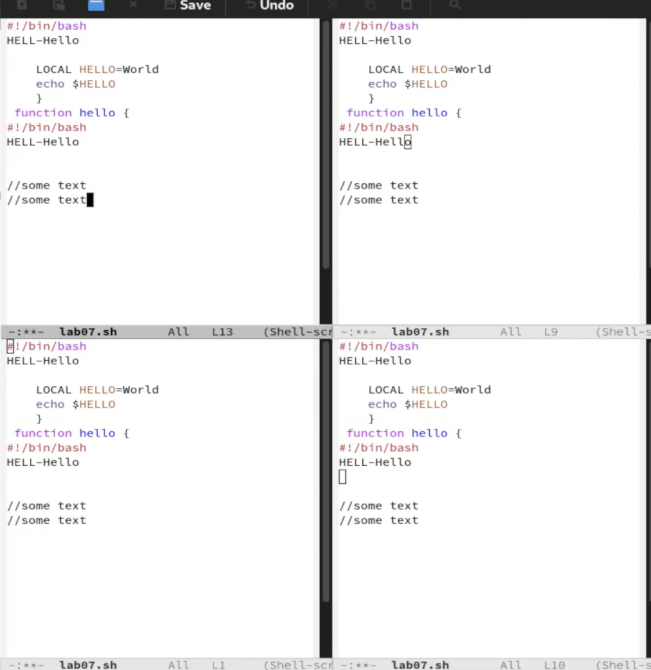 Save Undo
#!/bin/bash
HELL-Hello
    LOCAL HELLO=World
    echo $HELLO
    }
 function hello {
#!/bin/bash
HELL-Hello
//some text
//some text
-:**-  lab07.sh       All   L13    (Shell-scr
#!/bin/bash
HELL-Hello
    LOCAL HELLO=World
    echo $HELLO
    }
 function hello {
#!/bin/bash
HELL-Hello
//some text
//some text
-:**-  lab07.sh       All   L9     (Shell-s
#!/bin/bash
HELL-Hello
    LOCAL HELLO=World
    echo $HELLO
    }
 function hello {
#!/bin/bash
HELL-Hello
//some text
//some text
-:**-  lab07.sh       All   L1     (Shell-scr
#!/bin/bash
HELL-Hello
    LOCAL HELLO=World
    echo $HELLO
    }
 function hello {
#!/bin/bash
HELL-Hello
//some text
//some text
-:**-  lab07.sh       All   L10    (Shell-s